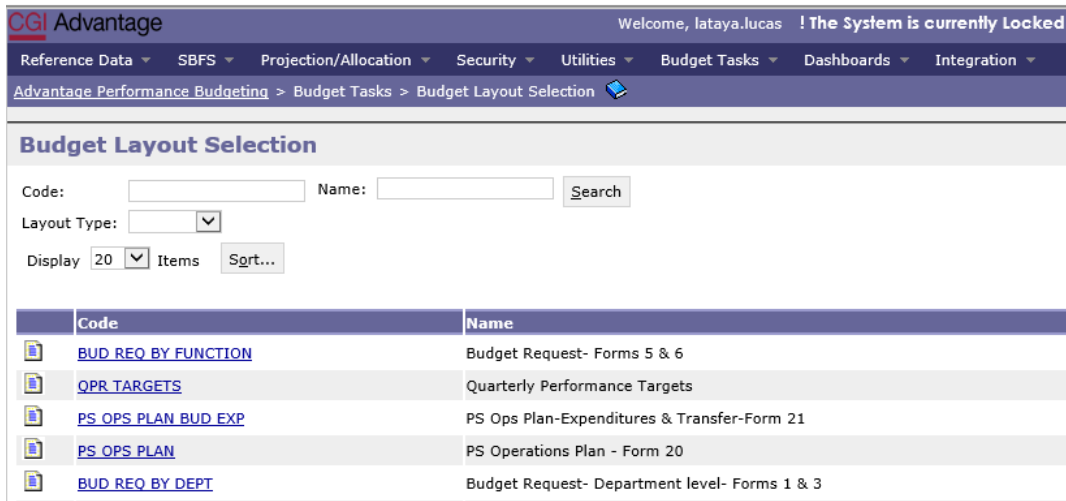 CGI Advantage Welcome, lataya.lucas ! The System is currently Locked
Reference Data SBFS Projection/Allocation Security Utilities Budget Tasks Dashboards Integration
Advantage Performance Budgeting > Budget Tasks > Budget Layout Selection
Budget Layout Selection
Code: Name: Search
Layout Type:
Display 20 Items Sort...
Code Name
BUD REQ BY FUNCTION Budget Request- Forms 5 & 6
QPR TARGETS Quarterly Performance Targets
PS OPS PLAN BUD EXP PS Ops Plan-Expenditures & Transfer-Form 21
PS OPS PLAN PS Operations Plan - Form 20
BUD REQ BY DEPT Budget Request- Department level- Forms 1 & 3